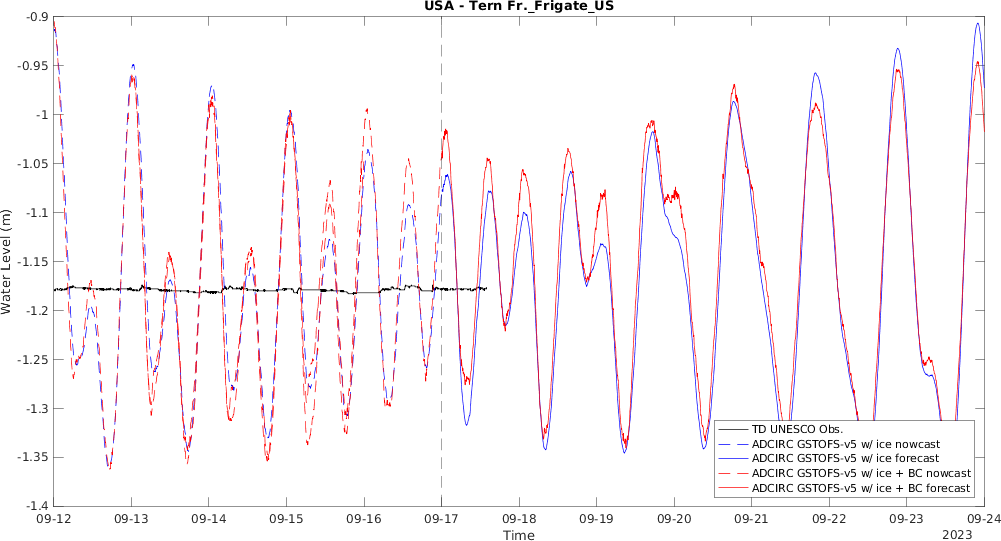 USA - Tern Fr._Frigate_US
Water Level (m)
-0.9
-0.95
-1
-1.05
-1.1
-1.15
-1.2
-1.25
-1.3
-1.35
-1.4
TD UNESCO Obs.
ADCIRC GSTOFS-v5 w/ ice nowcast
ADCIRC GSTOFS-v5 w/ ice forecast
ADCIRC GSTOFS-v5 w/ ice + BC nowcast
ADCIRC GSTOFS-v5 w/ ice + BC forecast
09-12 09-13 09-14 09-15 09-16 09-17 09-18 09-19 09-20 09-21 09-22 09-23 09-24
Time
2023